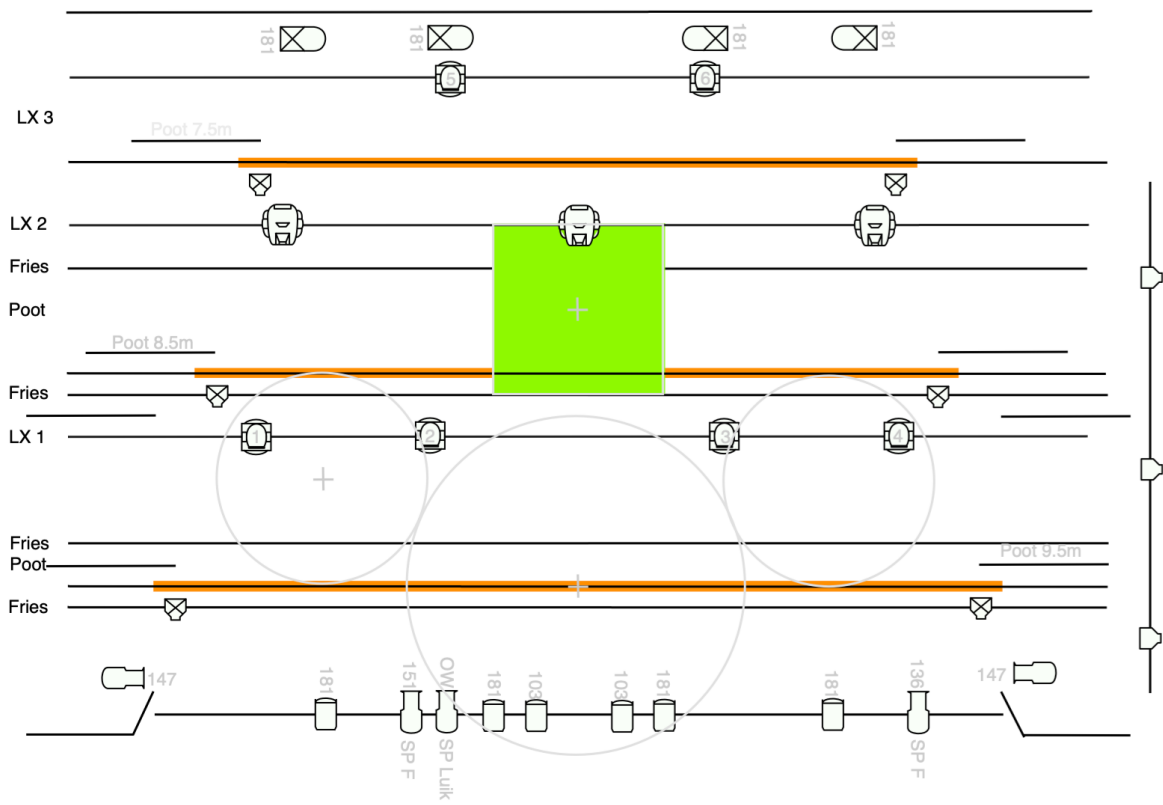 181
181
181
181
5
6
LX 3
Poot 7.5m
LX 2
Fries
Poot
Poot 8.5m
Fries
LX 1
1
2
3
4
Fries
Poot
Poot 9.5m
Fries
147
181
151
SP F
OW
SP Luik
181
103
103
181
181
136
SP F
147